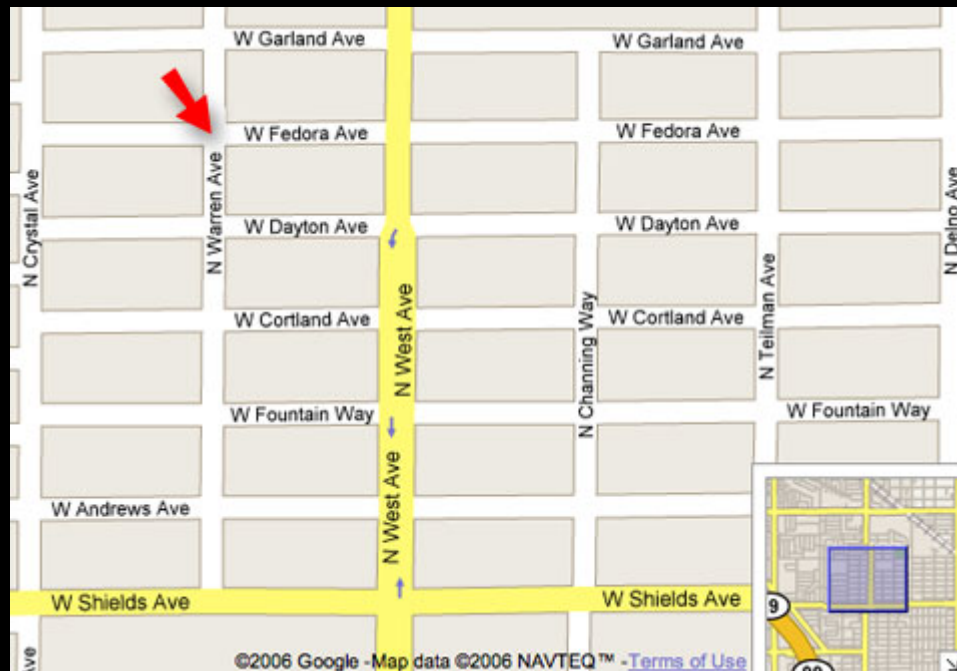 W Garland Ave
W Garland Ave
W Fedora Ave
W Fedora Ave
N Crystal Ave
N Warren Ave
N Delno Ave
W Dayton Ave
W Dayton Ave
N Teilman Ave
N West Ave
N Channing Way
W Cortland Ave
W Cortland Ave
W Fountain Way
W Fountain Way
N West Ave
W Andrews Ave
W Shields Ave
W Shields Ave
9
ve
©2006 Google - Map data ©2006 NAVTEQ™ - Terms of Use